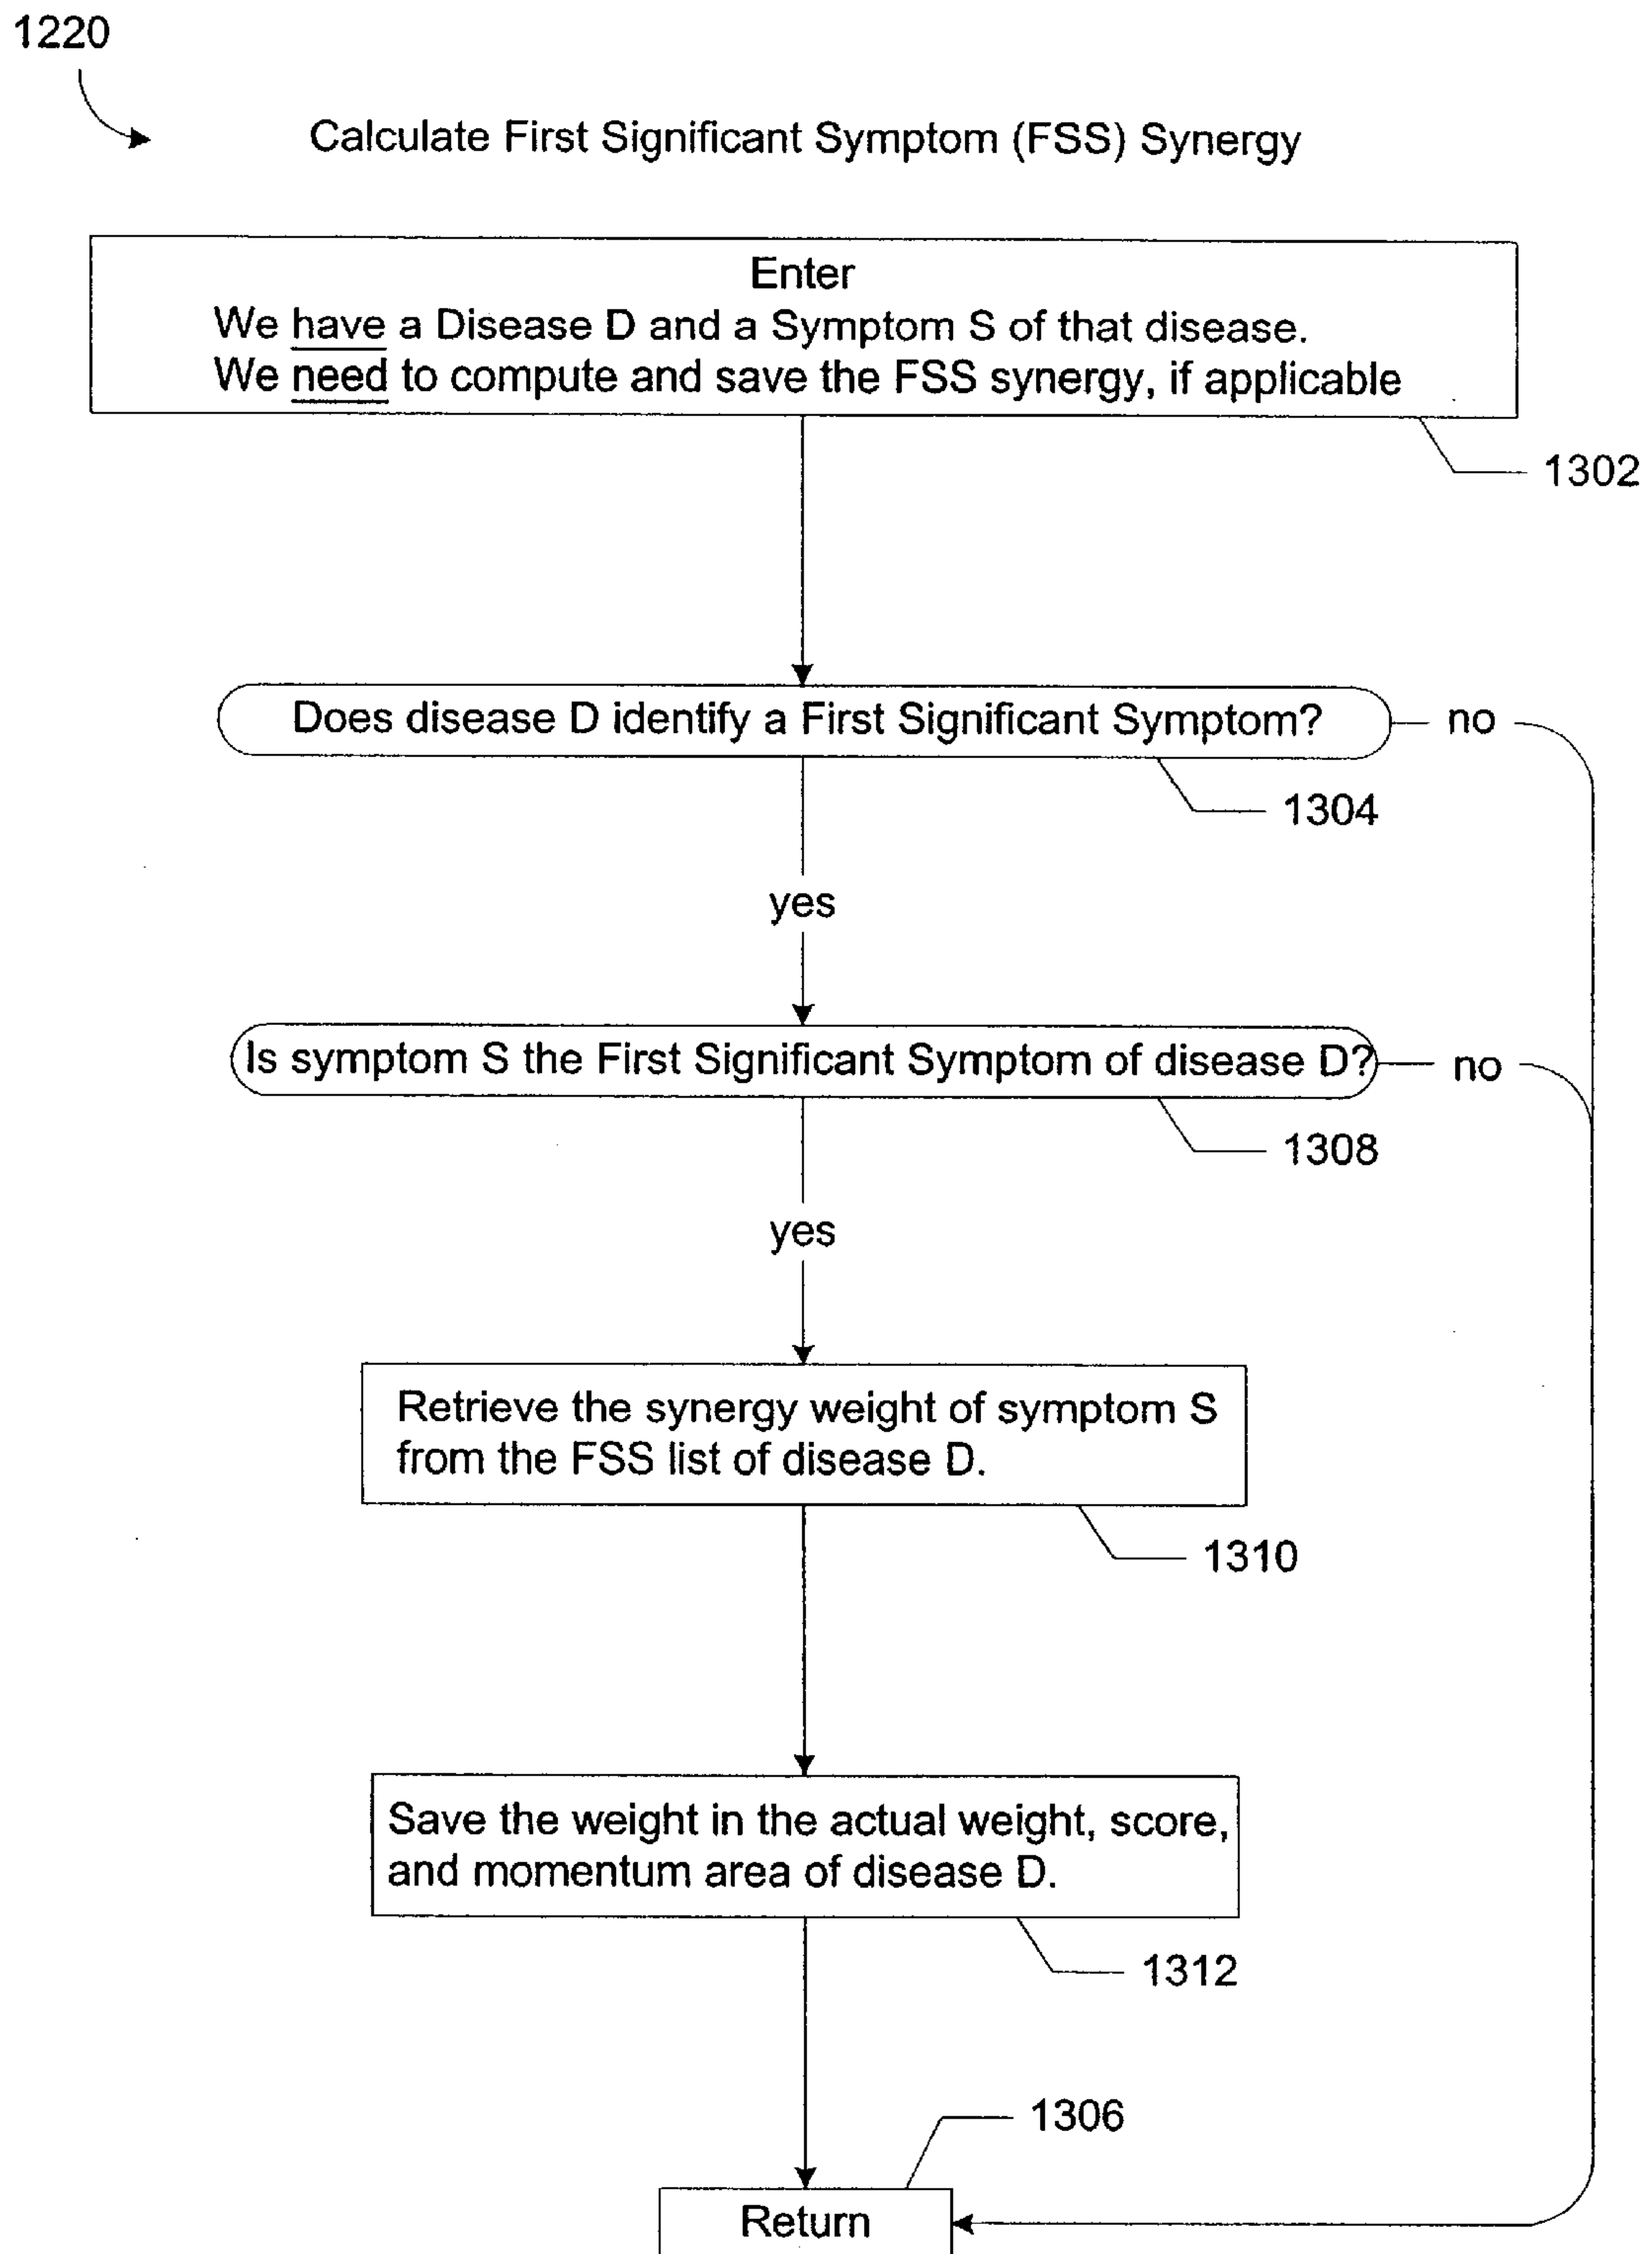 1220
Calculate First Significant Symptom (FSS) Synergy
Enter
We have a Disease D and a Symptom S of that disease.
We need to compute and save the FSS synergy, if applicable
1302
Does disease D identify a First Significant Symptom?
no
1304
yes
Is symptom S the First Significant Symptom of disease D?
no
1308
yes
Retrieve the synergy weight of symptom S
from the FSS list of disease D.
1310
Save the weight in the actual weight, score,
and momentum area of disease D.
1312
1306
Return